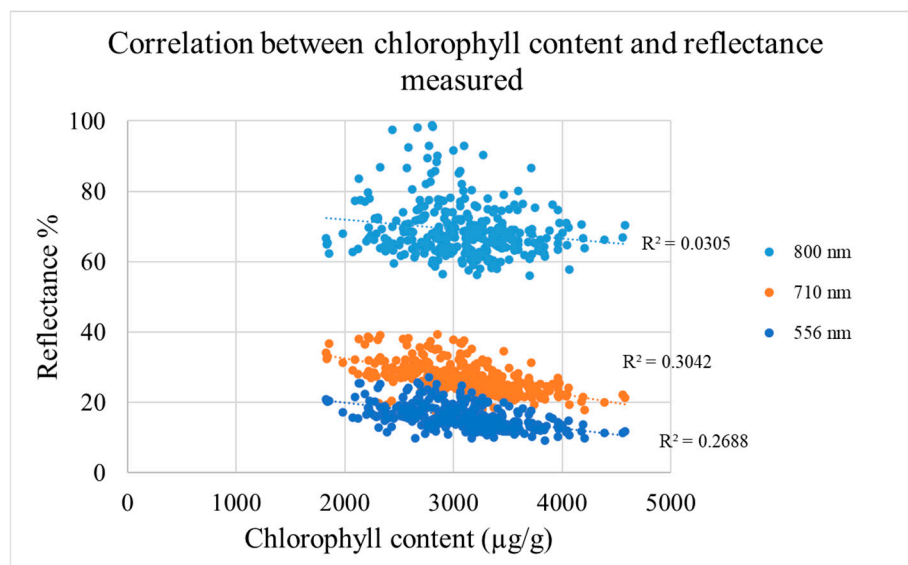 Correlation between chlorophyll content and reflectance
measured
100
80
60
40
20
0
Reflectance %
R² = 0.0305
R² = 0.3042
R² = 0.2688
800 nm
710 nm
556 nm
0 1000 2000 3000 4000 5000
Chlorophyll content (µg/g)